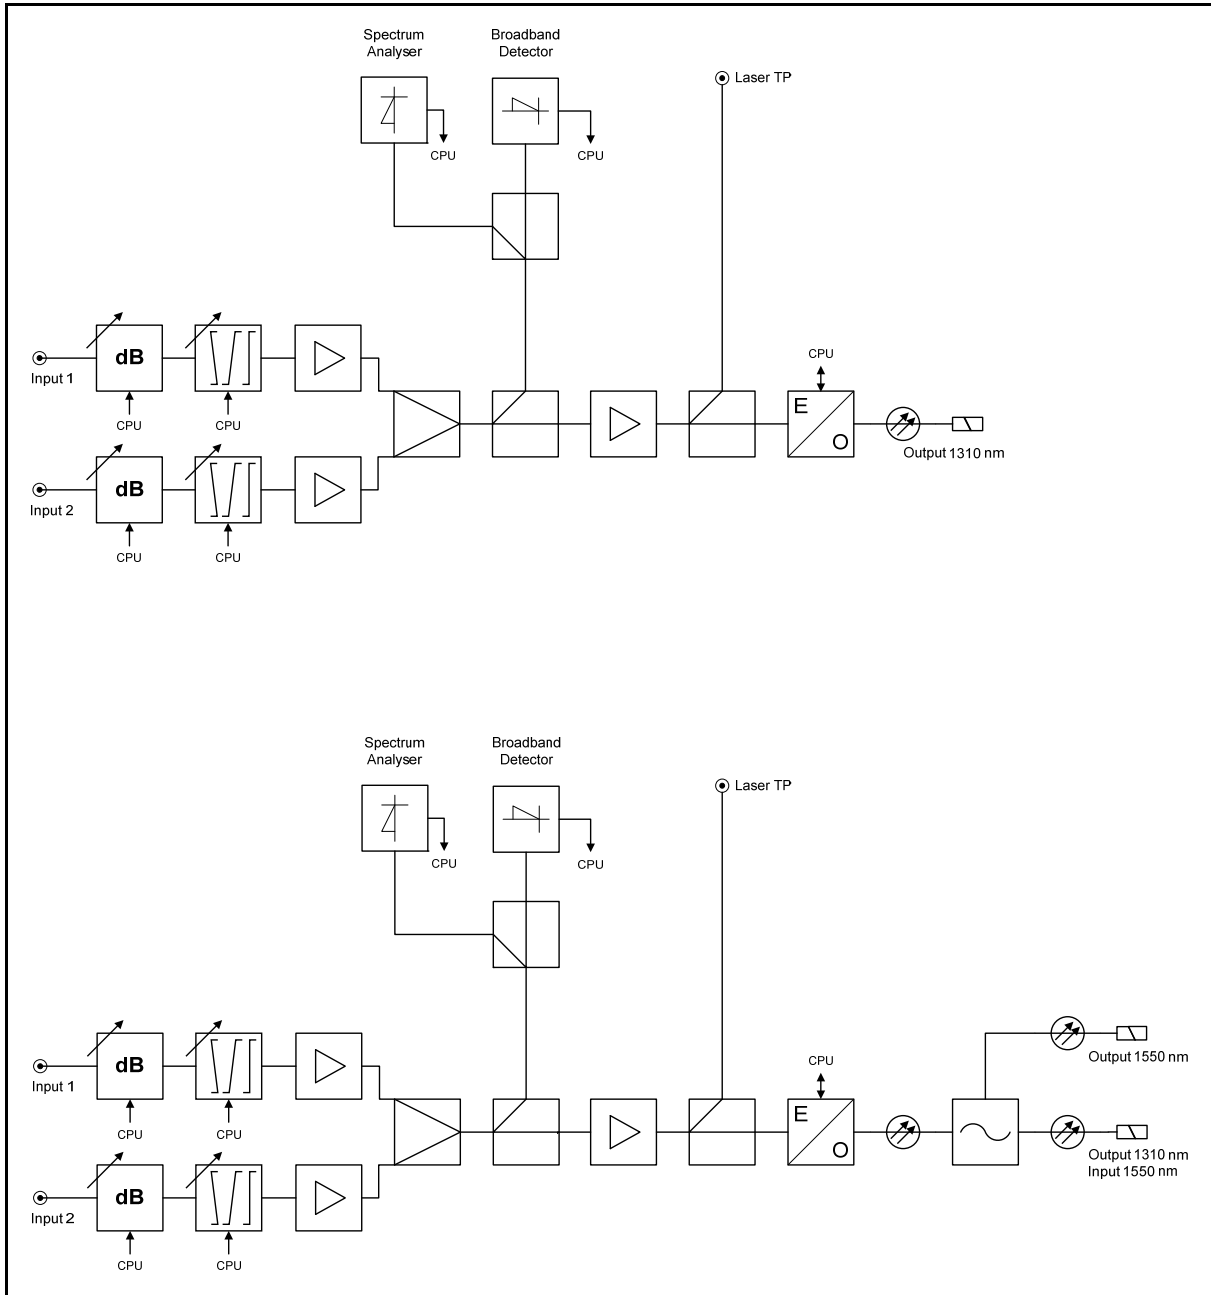 Spectrum
Analyser
Broadband
Detector
Laser TP
CPU
CPU
Input 1
dB
CPU
CPU
CPU
E
O
Output 1310 nm
Input 2
dB
CPU
CPU
Spectrum
Analyser
Broadband
Detector
Laser TP
CPU
CPU
Input 1
dB
CPU
CPU
CPU
E
O
Output 1550 nm
Output 1310 nm
Input 1550 nm
Input 2
dB
CPU
CPU